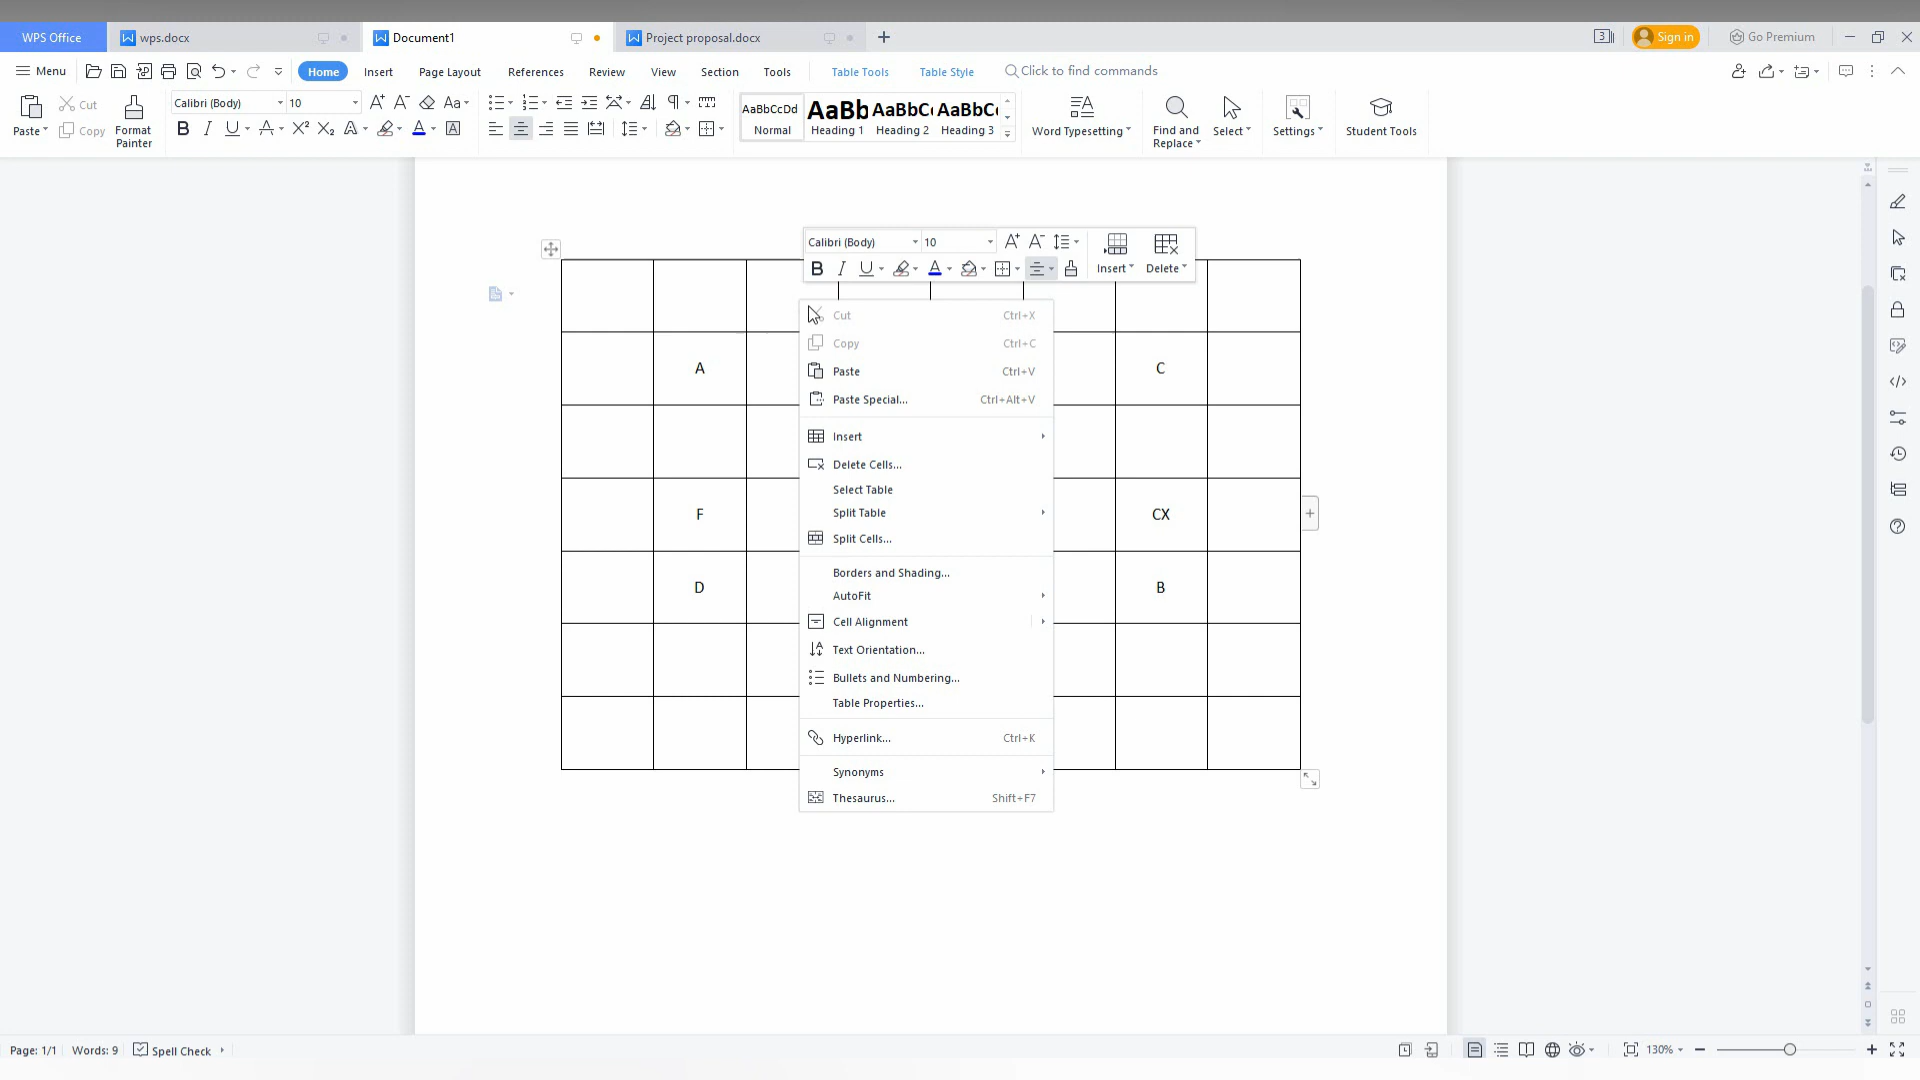 WPS Office wps.docx Document1 Project proposal.docx 3 Sign in Go Premium
Menu Home Insert Page Layout References Review View Section Tools Table Tools Table Style Click to find commands
Cut Calibri (Body) 10 AaBbCcDd AaBb AaBbC AaBbC
Paste Copy Format Painter Normal Heading 1 Heading 2 Heading 3 Word Typesetting Find and Replace Select Settings Student Tools
Calibri (Body) 10
Insert Delete
Cut Ctrl+X
Copy Ctrl+C
Paste Ctrl+V
Paste Special... Ctrl+Alt+V
Insert
Delete Cells...
Select Table
Split Table
Split Cells...
Borders and Shading...
AutoFit
Cell Alignment
Text Orientation...
Bullets and Numbering...
Table Properties...
Hyperlink... Ctrl+K
Synonyms
Thesaurus... Shift+F7
A C
F CX
D B
Page: 1/1 Words: 9 Spell Check 130%